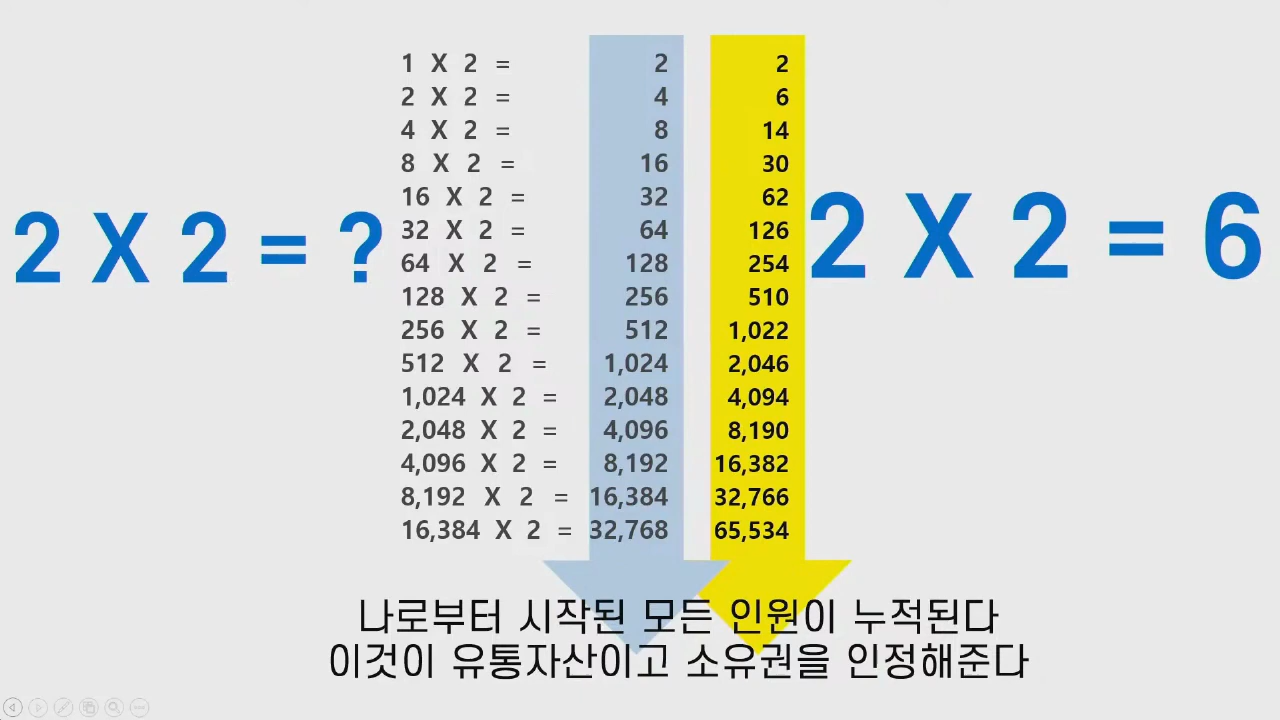 1 X 2 = 2 2
2 X 2 = 4 6
4 X 2 = 8 14
8 X 2 = 16 30
16 X 2 = 32 62
32 X 2 = 64 126
64 X 2 = 128 254
128 X 2 = 256 510
256 X 2 = 512 1,022
512 X 2 = 1,024 2,046
1,024 X 2 = 2,048 4,094
2,048 X 2 = 4,096 8,190
4,096 X 2 = 8,192 16,382
8,192 X 2 = 16,384 32,766
16,384 X 2 = 32,768 65,534
2 X 2 = ?
2 X 2 = 6
나로부터 시작된 모든 인원이 누적된다
이것이 유통자산이고 소유권을 인정해준다